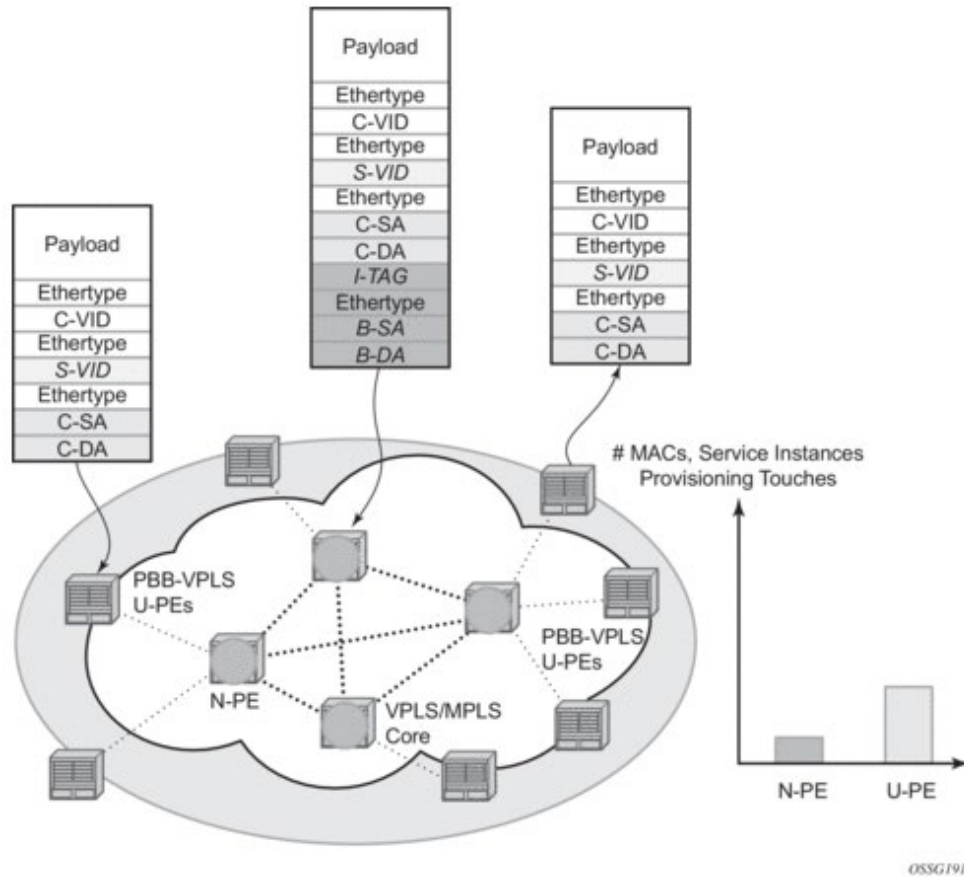 Payload
Ethertype
C-VID
Ethertype
S-VID
Ethertype
C-SA
C-DA
Payload
Ethertype
C-VID
Ethertype
S-VID
Ethertype
C-SA
C-DA
I-TAG
Ethertype
B-SA
B-DA
Payload
Ethertype
C-VID
Ethertype
S-VID
Ethertype
C-SA
C-DA
# MACs, Service Instances
Provisioning Touches
PBB-VPLS
U-PEs
N-PE
VPLS/MPLS
Core
PBB-VPLS
U-PEs
N-PE
U-PE
OSSG191